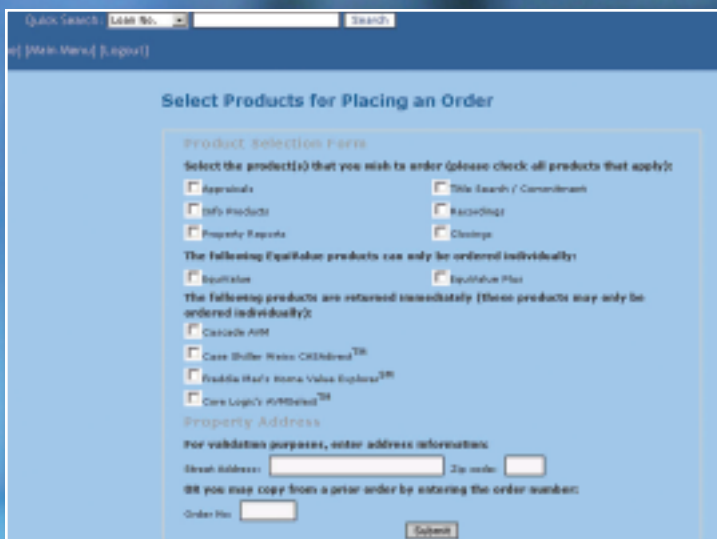 Quick Search: Loan No. Search
[Main Menu] [Logout]
Select Products for Placing an Order
Product Selection Form
Select the product(s) that you wish to order (please check all products that apply):
Appraisals Title Search / Commitment
Info Products Recordings
Property Reports Closings
The following EquiValue products can only be ordered individually:
EquiValue EquiValue Plus
The following products are returned immediately (these products may only be
ordered individually):
Cascade AVM
Case Shiller Weiss CASAdirect™
Freddie Mac's Home Value Explorer℠
Core Logic's AVMSelect™
Property Address
For validation purposes, enter address information:
Street Address: Zip code:
OR you may copy from a prior order by entering the order number:
Order No:
Submit